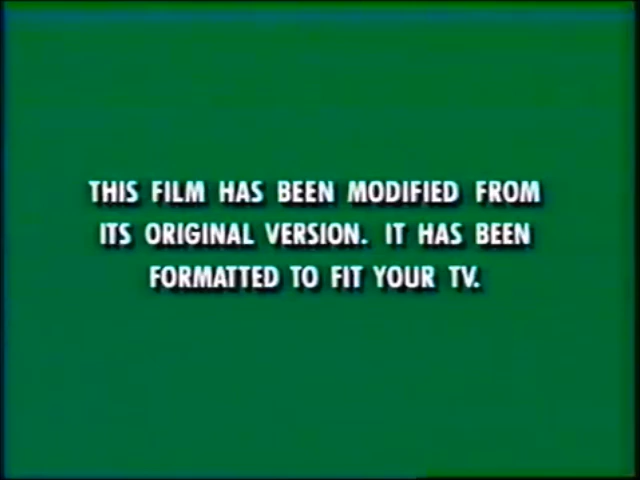 THIS FILM HAS BEEN MODIFIED FROM
ITS ORIGINAL VERSION. IT HAS BEEN
FORMATTED TO FIT YOUR TV.